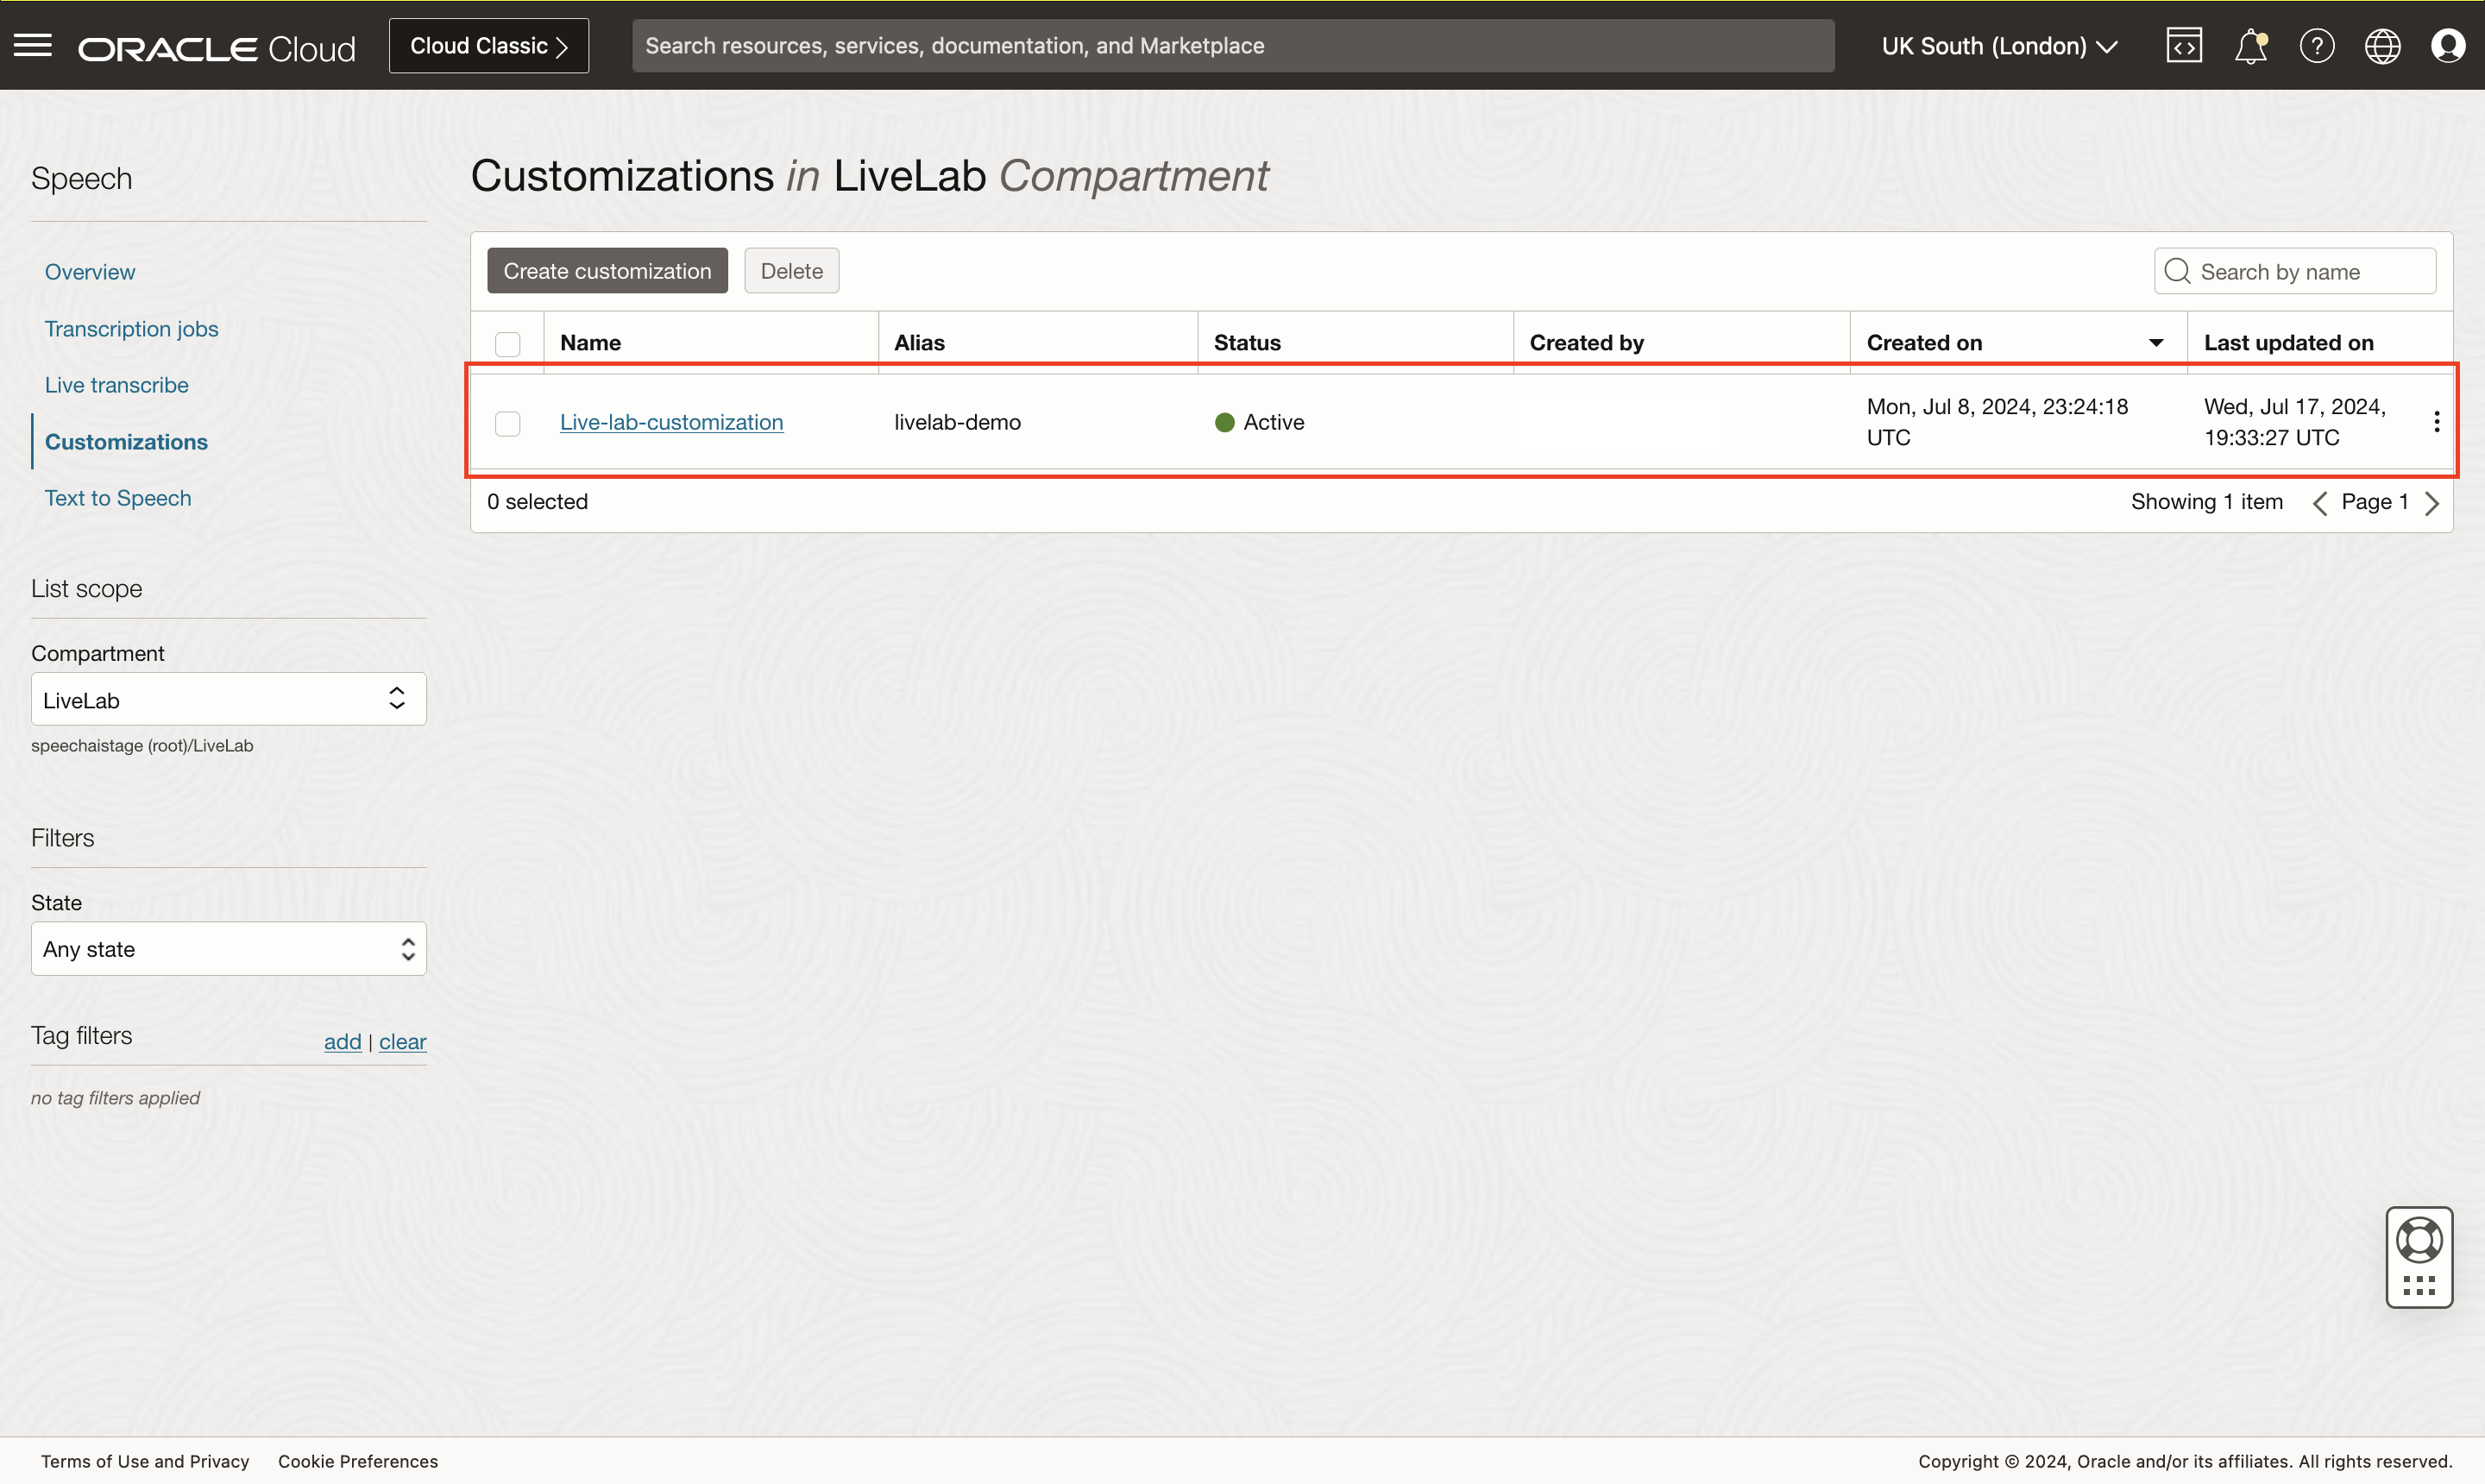 ORACLE Cloud
Cloud Classic
Search resources, services, documentation, and Marketplace
UK South (London)
Speech
Overview
Transcription jobs
Live transcribe
Customizations
Text to Speech
List scope
Compartment
LiveLab
speechaistage (root)/LiveLab
Filters
State
Any state
Tag filters
add | clear
no tag filters applied
Customizations in LiveLab Compartment
Create customization
Delete
Search by name
Name Alias Status Created by Created on Last updated on
Live-lab-customization livelab-demo Active Mon, Jul 8, 2024, 23:24:18 UTC Wed, Jul 17, 2024, 19:33:27 UTC
0 selected
Showing 1 item
Page 1
Terms of Use and Privacy Cookie Preferences
Copyright © 2024, Oracle and/or its affiliates. All rights reserved.